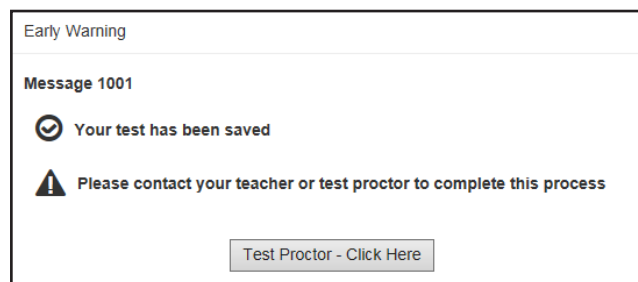 Early Warning
Message 1001
Your test has been saved
Please contact your teacher or test proctor to complete this process
Test Proctor - Click Here